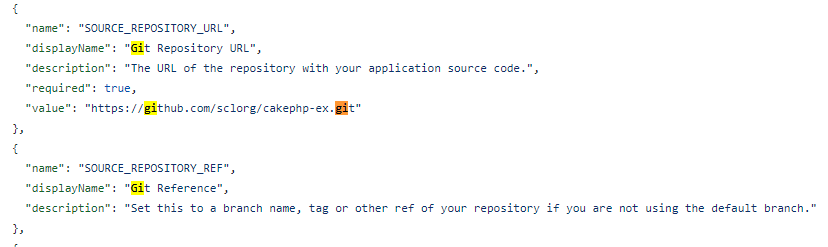 {
"name": "SOURCE_REPOSITORY_URL",
"displayName": "Git Repository URL",
"description": "The URL of the repository with your application source code.",
"required": true,
"value": "https://github.com/sclorg/cakephp-ex.git"
},
{
"name": "SOURCE_REPOSITORY_REF",
"displayName": "Git Reference",
"description": "Set this to a branch name, tag or other ref of your repository if you are not using the default branch."
},